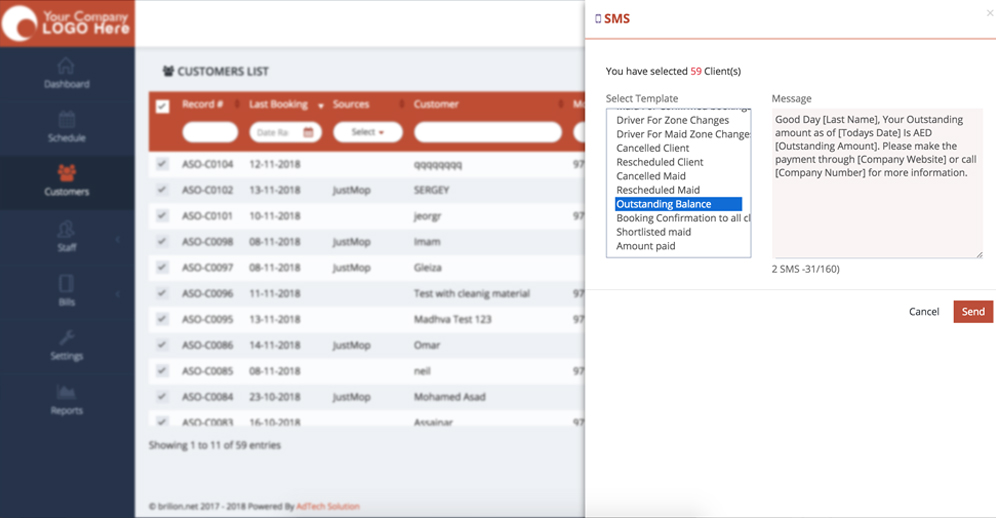 Your Company
LOGO Here
Dashboard
Schedule
Customers
Staff
Bills
Settings
Reports
CUSTOMERS LIST
Record # Last Booking Sources Customer Mo
Date Ra Select
ASO-C0104 12-11-2018 qqqqqqqq 97
ASO-C0102 13-11-2018 JustMop SERGEY
ASO-C0101 10-11-2018 jeorgr 97
ASO-C0098 08-11-2018 JustMop Imam
ASO-C0097 08-11-2018 JustMop Gleiza
ASO-C0096 11-11-2018 Test with cleanig material 97
ASO-C0095 13-11-2018 Madhva Test 123 97
ASO-C0086 14-11-2018 JustMop Omar
ASO-C0085 08-11-2018 neil 97
ASO-C0084 23-10-2018 JustMop Mohamed Asad
ASO-C0083 16-10-2018 Assainar 97
Showing 1 to 11 of 59 entries
© brillion.net 2017 - 2018 Powered By AdTech Solution
SMS
×
You have selected 59 Client(s)
Select Template
Driver For Zone Changes
Driver For Maid Zone Changes
Cancelled Client
Rescheduled Client
Cancelled Maid
Rescheduled Maid
Outstanding Balance
Booking Confirmation to all cl
Shortlisted maid
Amount paid
Message
Good Day [Last Name], Your Outstanding
amount as of [Todays Date] Is AED
[Outstanding Amount]. Please make the
payment through [Company Website] or call
[Company Number] for more information.
2 SMS -31/160)
Cancel
Send